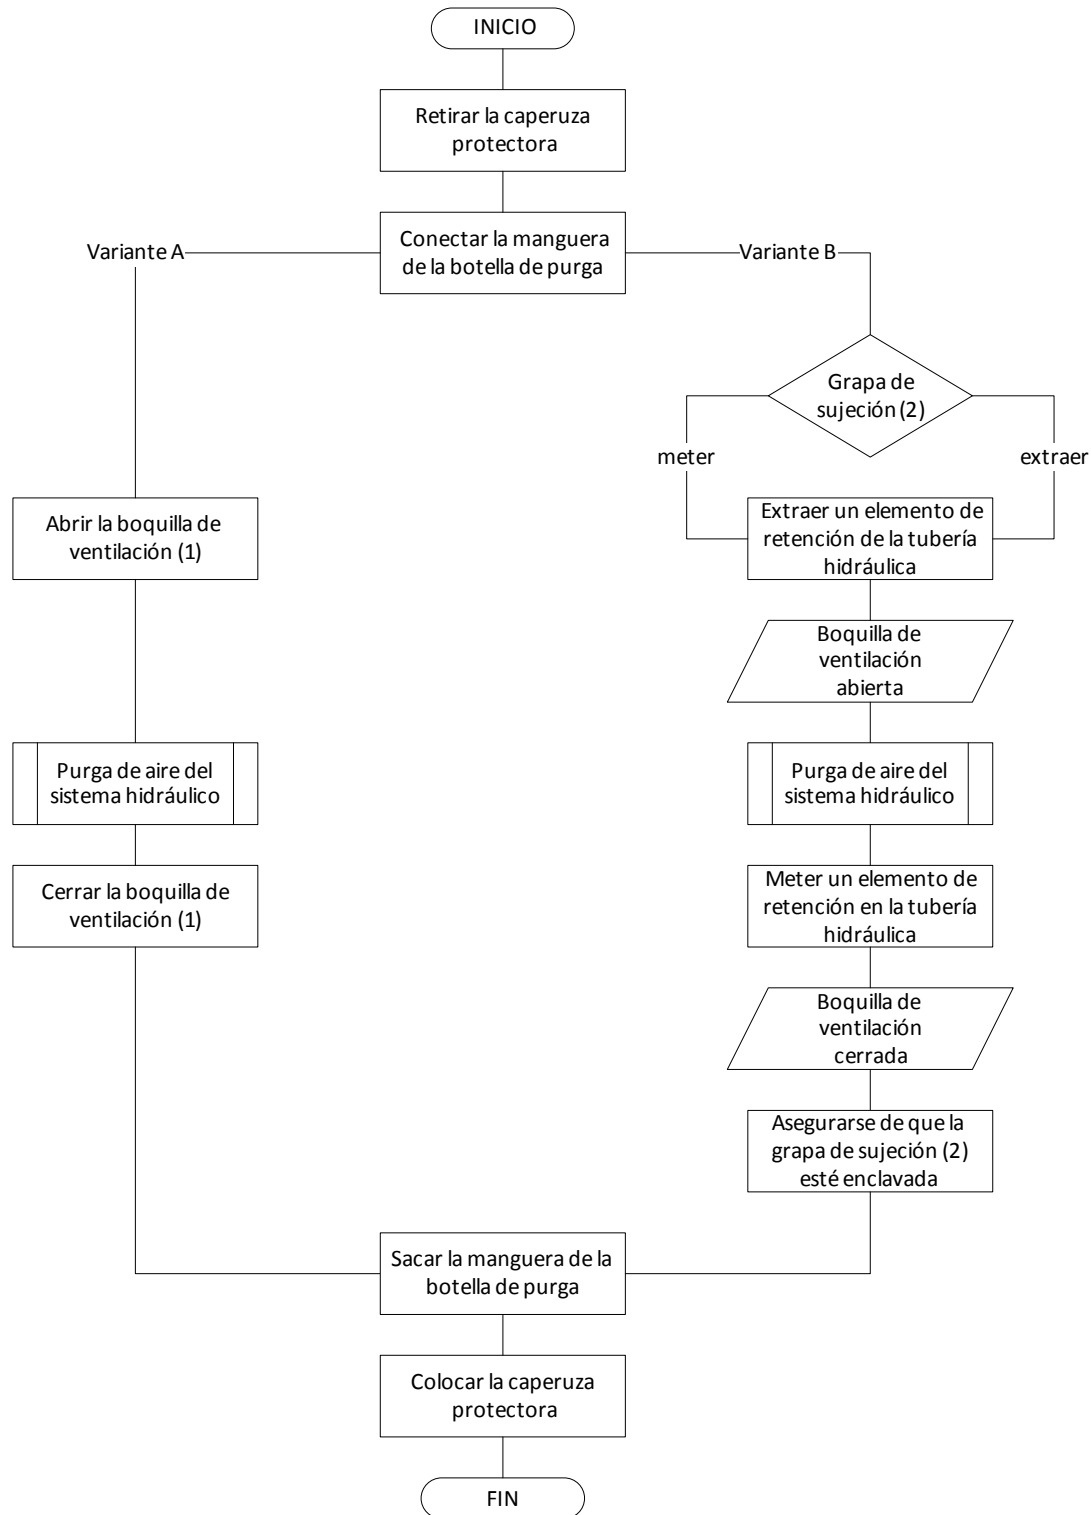 INICIO
Retirar la caperuza
protectora
Conectar la manguera
de la botella de purga
Variante A
Variante B
Grapa de
sujeción (2)
meter
extraer
Abrir la boquilla de
ventilación (1)
Extraer un elemento de
retención de la tubería
hidráulica
Boquilla de
ventilación
abierta
Purga de aire del
sistema hidráulico
Purga de aire del
sistema hidráulico
Cerrar la boquilla de
ventilación (1)
Meter un elemento de
retención en la tubería
hidráulica
Boquilla de
ventilación
cerrada
Asegurarse de que la
grapa de sujeción (2)
esté enclavada
Sacar la manguera de la
botella de purga
Colocar la caperuza
protectora
FIN